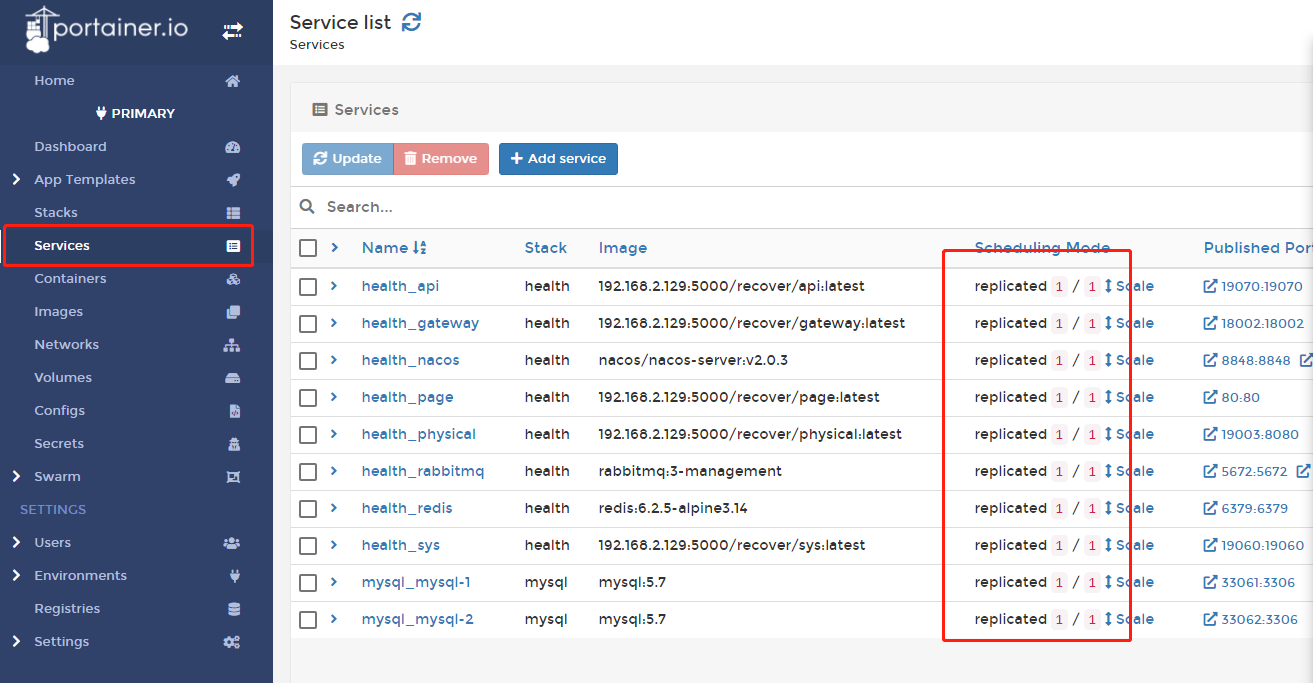 portainer.io
Home
PRIMARY
Dashboard
App Templates
Stacks
Services
Containers
Images
Networks
Volumes
Configs
Secrets
Swarm
SETTINGS
Users
Environments
Registries
Settings
Service list
Services
Services
Update Remove Add service
Search...
Name Stack Image Scheduling Mode Published Por
health_api health 192.168.2.129:5000/recover/api:latest replicated 1 / 1 Scale 19070:19070
health_gateway health 192.168.2.129:5000/recover/gateway:latest replicated 1 / 1 Scale 18002:18002
health_nacos health nacos/nacos-server:v2.0.3 replicated 1 / 1 Scale 8848:8848
health_page health 192.168.2.129:5000/recover/page:latest replicated 1 / 1 Scale 80:80
health_physical health 192.168.2.129:5000/recover/physical:latest replicated 1 / 1 Scale 19003:8080
health_rabbitmq health rabbitmq:3-management replicated 1 / 1 Scale 5672:5672
health_redis health redis:6.2.5-alpine3.14 replicated 1 / 1 Scale 6379:6379
health_sys health 192.168.2.129:5000/recover/sys:latest replicated 1 / 1 Scale 19060:19060
mysql_mysql-1 mysql mysql:5.7 replicated 1 / 1 Scale 33061:3306
mysql_mysql-2 mysql mysql:5.7 replicated 1 / 1 Scale 33062:3306